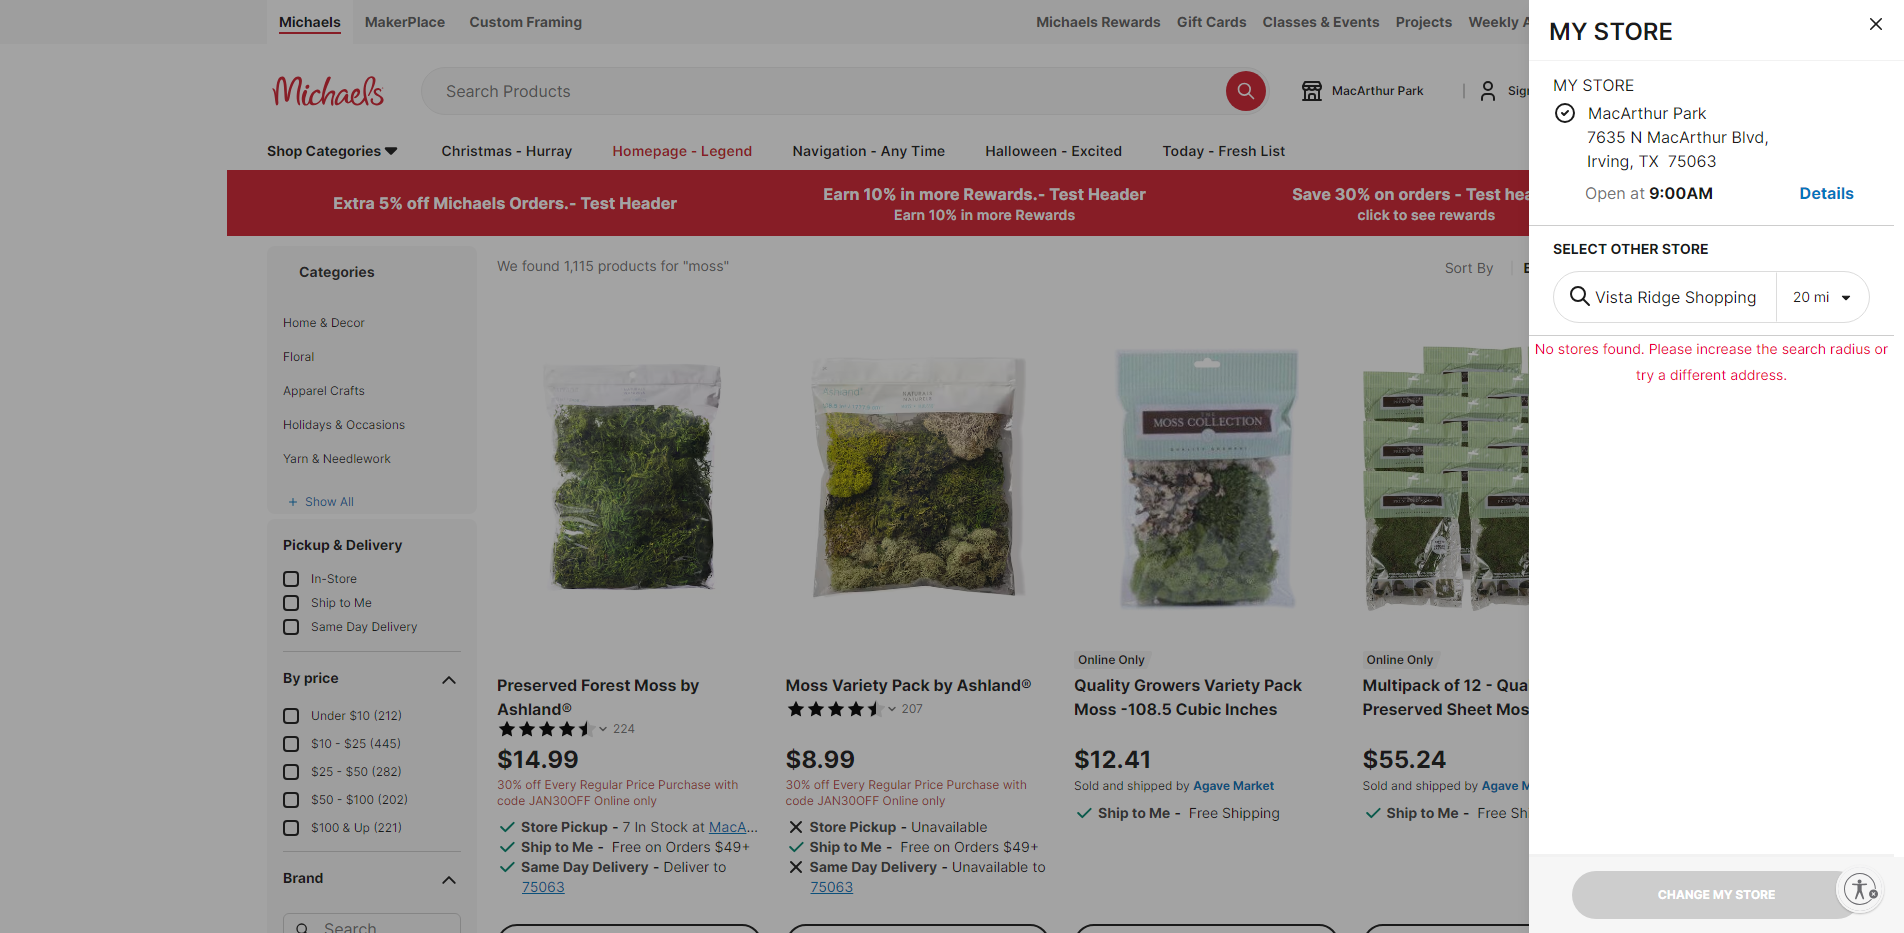 Michaels
MakerPlace
Custom Framing
Michaels Rewards
Gift Cards
Classes & Events
Projects
Weekly
Michaels
Search Products
MacArthur Park
Shop Categories
Christmas - Hurray
Homepage - Legend
Navigation - Any Time
Halloween - Excited
Today - Fresh List
Extra 5% off Michaels Orders.- Test Header
Earn 10% in more Rewards.- Test Header
Earn 10% in more Rewards
Save 30% on orders - Test
click to see rewards
Categories
Home & Decor
Floral
Apparel Crafts
Holidays & Occasions
Yarn & Needlework
+ Show All
Pickup & Delivery
In-Store
Ship to Me
Same Day Delivery
By price
Under $10 (212)
$10 - $25 (445)
$25 - $50 (282)
$50 - $100 (202)
$100 & Up (221)
Brand
Search
We found 1,115 products for "moss"
Sort By
Preserved Forest Moss by
Ashland®
224
$14.99
30% off Every Regular Price Purchase with
code JAN30OFF Online only
Store Pickup - 7 In Stock at MacA...
Ship to Me - Free on Orders $49+
Same Day Delivery - Deliver to
75063
Moss Variety Pack by Ashland®
207
$8.99
30% off Every Regular Price Purchase with
code JAN30OFF Online only
Store Pickup - Unavailable
Ship to Me - Free on Orders $49+
Same Day Delivery - Unavailable to
75063
THE
MOSS COLLECTION
Online Only
Quality Growers Variety Pack
Moss -108.5 Cubic Inches
$12.41
Sold and shipped by Agave Market
Ship to Me - Free Shipping
Online Only
Multipack of 12 -
Preserved Sheet
$55.24
Sold and shipped by Agave
Ship to Me - Free
MY STORE
MY STORE
MacArthur Park
7635 N MacArthur Blvd,
Irving, TX 75063
Open at 9:00AM
Details
SELECT OTHER STORE
Vista Ridge Shopping
20 mi
No stores found. Please increase the search radius or
try a different address.
CHANGE MY STORE